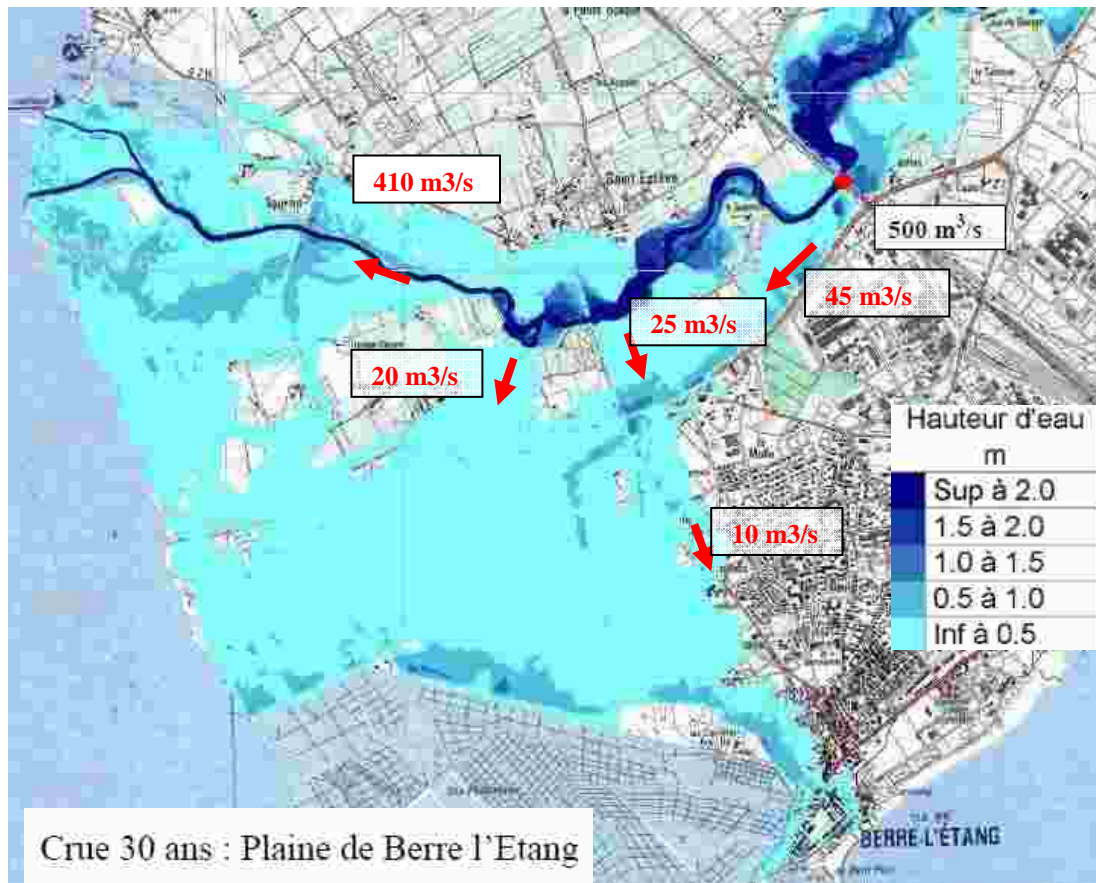 410 m3/s
Saint Estève
500 m³/s
45 m3/s
25 m3/s
20 m3/s
Hauteur d'eau
m
Sup à 2.0
1.5 à 2.0
1.0 à 1.5
0.5 à 1.0
Inf à 0.5
10 m3/s
BERRE-L'ÉTANG
Crue 30 ans : Plaine de Berre l'Etang